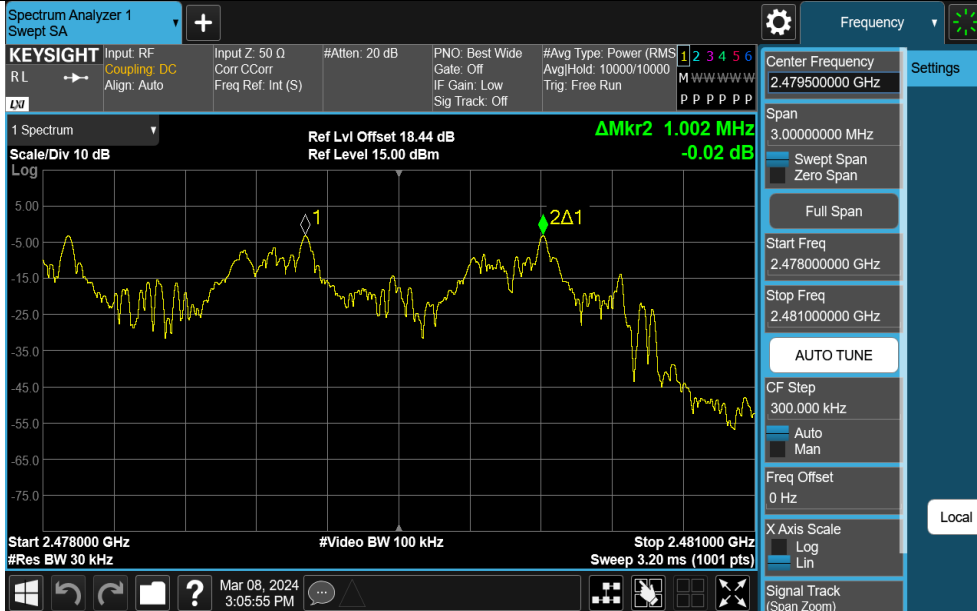 Spectrum Analyzer 1
Swept SA
+
Frequency
KEYSIGHT
R L
LXI
Input: RF
Coupling: DC
Align: Auto
Input Z: 50 Ω
Corr CCorr
Freq Ref: Int (S)
#Atten: 20 dB
PNO: Best Wide
Gate: Off
IF Gain: Low
Sig Track: Off
#Avg Type: Power (RMS
Avg|Hold: 10000/10000
Trig: Free Run
1 2 3 4 5 6
M W W W W W
P P P P P P
1 Spectrum
Scale/Div 10 dB
Log
Ref Lvl Offset 18.44 dB
Ref Level 15.00 dBm
ΔMkr2 1.002 MHz
-0.02 dB
5.00
-5.00
-15.0
-25.0
-35.0
-45.0
-55.0
-65.0
-75.0
1
2Δ1
Start 2.478000 GHz
#Video BW 100 kHz
Stop 2.481000 GHz
#Res BW 30 kHz
Sweep 3.20 ms (1001 pts)
?
Mar 08, 2024
3:05:55 PM
Center Frequency
2.479500000 GHz
Span
3.00000000 MHz
Swept Span
Zero Span
Full Span
Start Freq
2.478000000 GHz
Stop Freq
2.481000000 GHz
AUTO TUNE
CF Step
300.000 kHz
Auto
Man
Freq Offset
0 Hz
X Axis Scale
Log
Lin
Signal Track
(Span Zoom)
Settings
Local